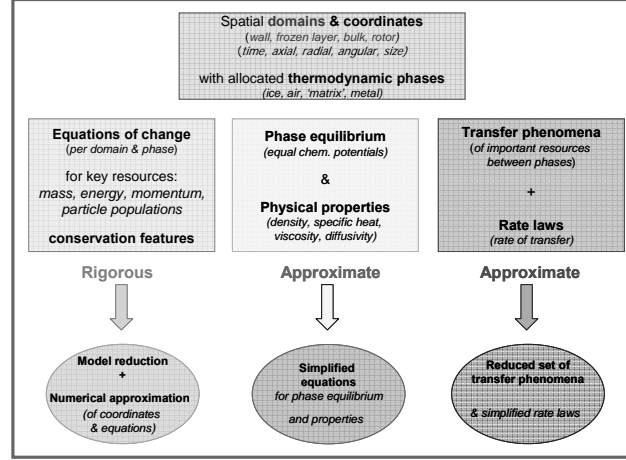 Spatial domains & coordinates
(wall, frozen layer, bulk, rotor)
(time, axial, radial, angular, size)
with allocated thermodynamic phases
(ice, air, 'matrix', metal)
Equations of change
(per domain & phase)
for key resources:
mass, energy, momentum,
particle populations
conservation features
Phase equilibrium
(equal chem. potentials)
&
Physical properties
(density, specific heat,
viscosity, diffusivity)
Transfer phenomena
(of important resources
between phases)
+
Rate laws
(rate of transfer)
Rigorous
Approximate
Approximate
Model reduction
+
Numerical approximation
(of coordinates
& equations)
Simplified
equations
for phase equilibrium
and properties
Reduced set of
transfer phenomena
& simplified rate laws